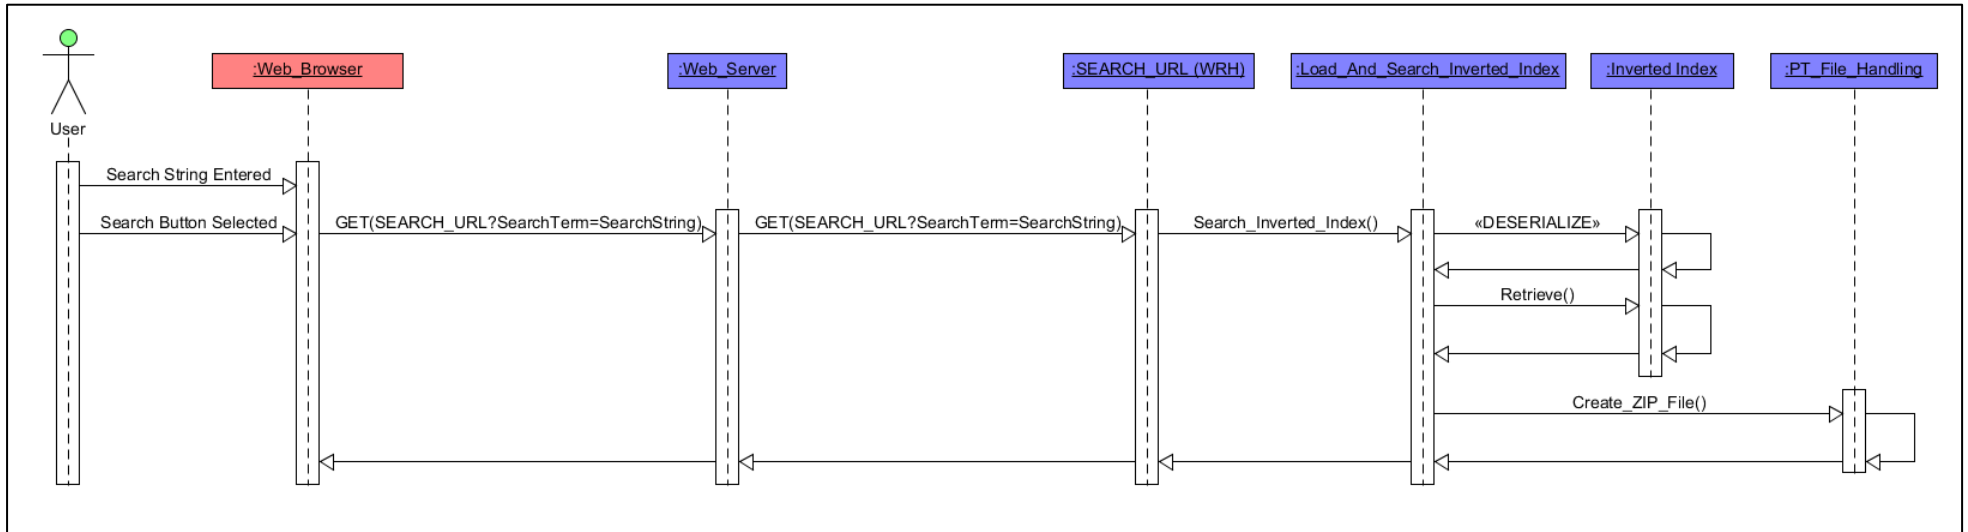 :Web_Browser
:Web_Server
:SEARCH_URL (WRH)
:Load_And_Search_Inverted_Index
:Inverted Index
:PT_File_Handling
User
Search String Entered
Search Button Selected
GET(SEARCH_URL?SearchTerm=SearchString)
GET(SEARCH_URL?SearchTerm=SearchString)
Search_Inverted_Index()
«DESERIALIZE»
Retrieve()
Create_ZIP_File()